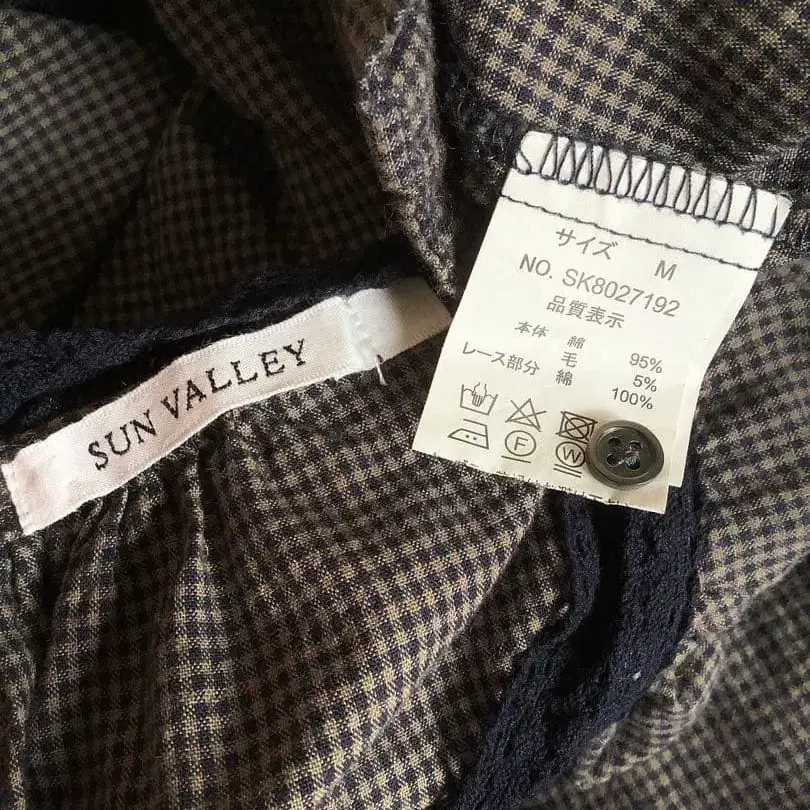 SUN VALLEY
サイズ M
NO. SK8027192
品質表示
本体 綿 95%
毛 5%
レース部分 綿 100%
F W